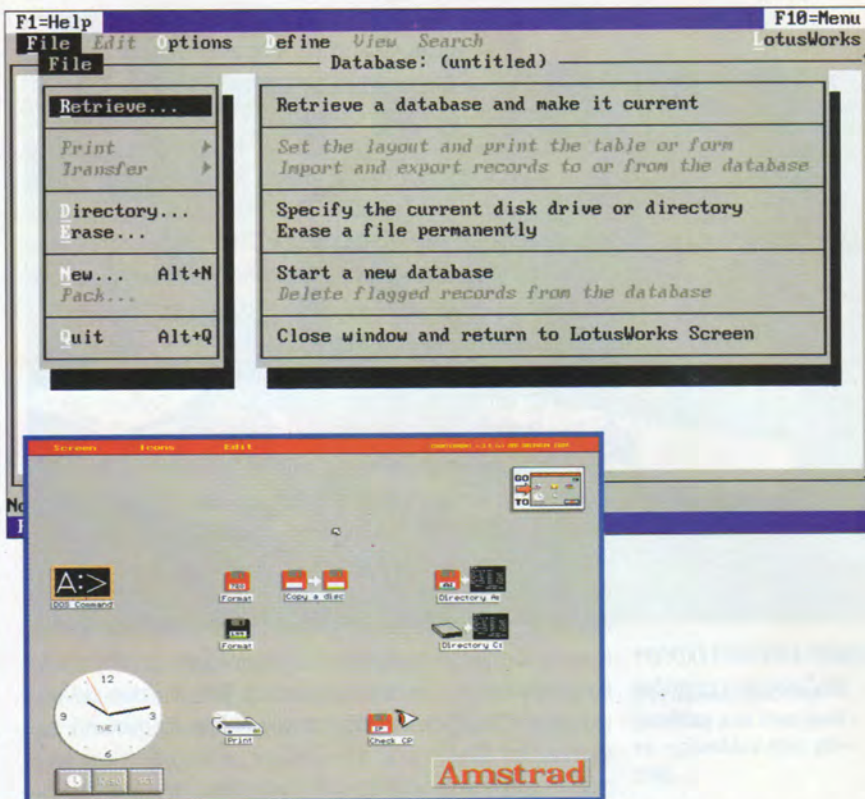 F1=Help F10=Menu
File Edit Options Define View Search LotusWorks
File Database: (untitled)
Retrieve... Retrieve a database and make it current
Print Set the layout and print the table or form
Transfer Import and export records to or from the database
Directory... Specify the current disk drive or directory
Erase... Erase a file permanently
New... Alt+N Start a new database
Pack... Delete flagged records from the database
Quit Alt+Q Close window and return to LotusWorks Screen
Screen Icons Edit
GO
TO
A:>
DOS Command
Format
Copy a disc
Directory
Format
Directory
12
9 3
TUE
6
Print
Check CP
Amstrad